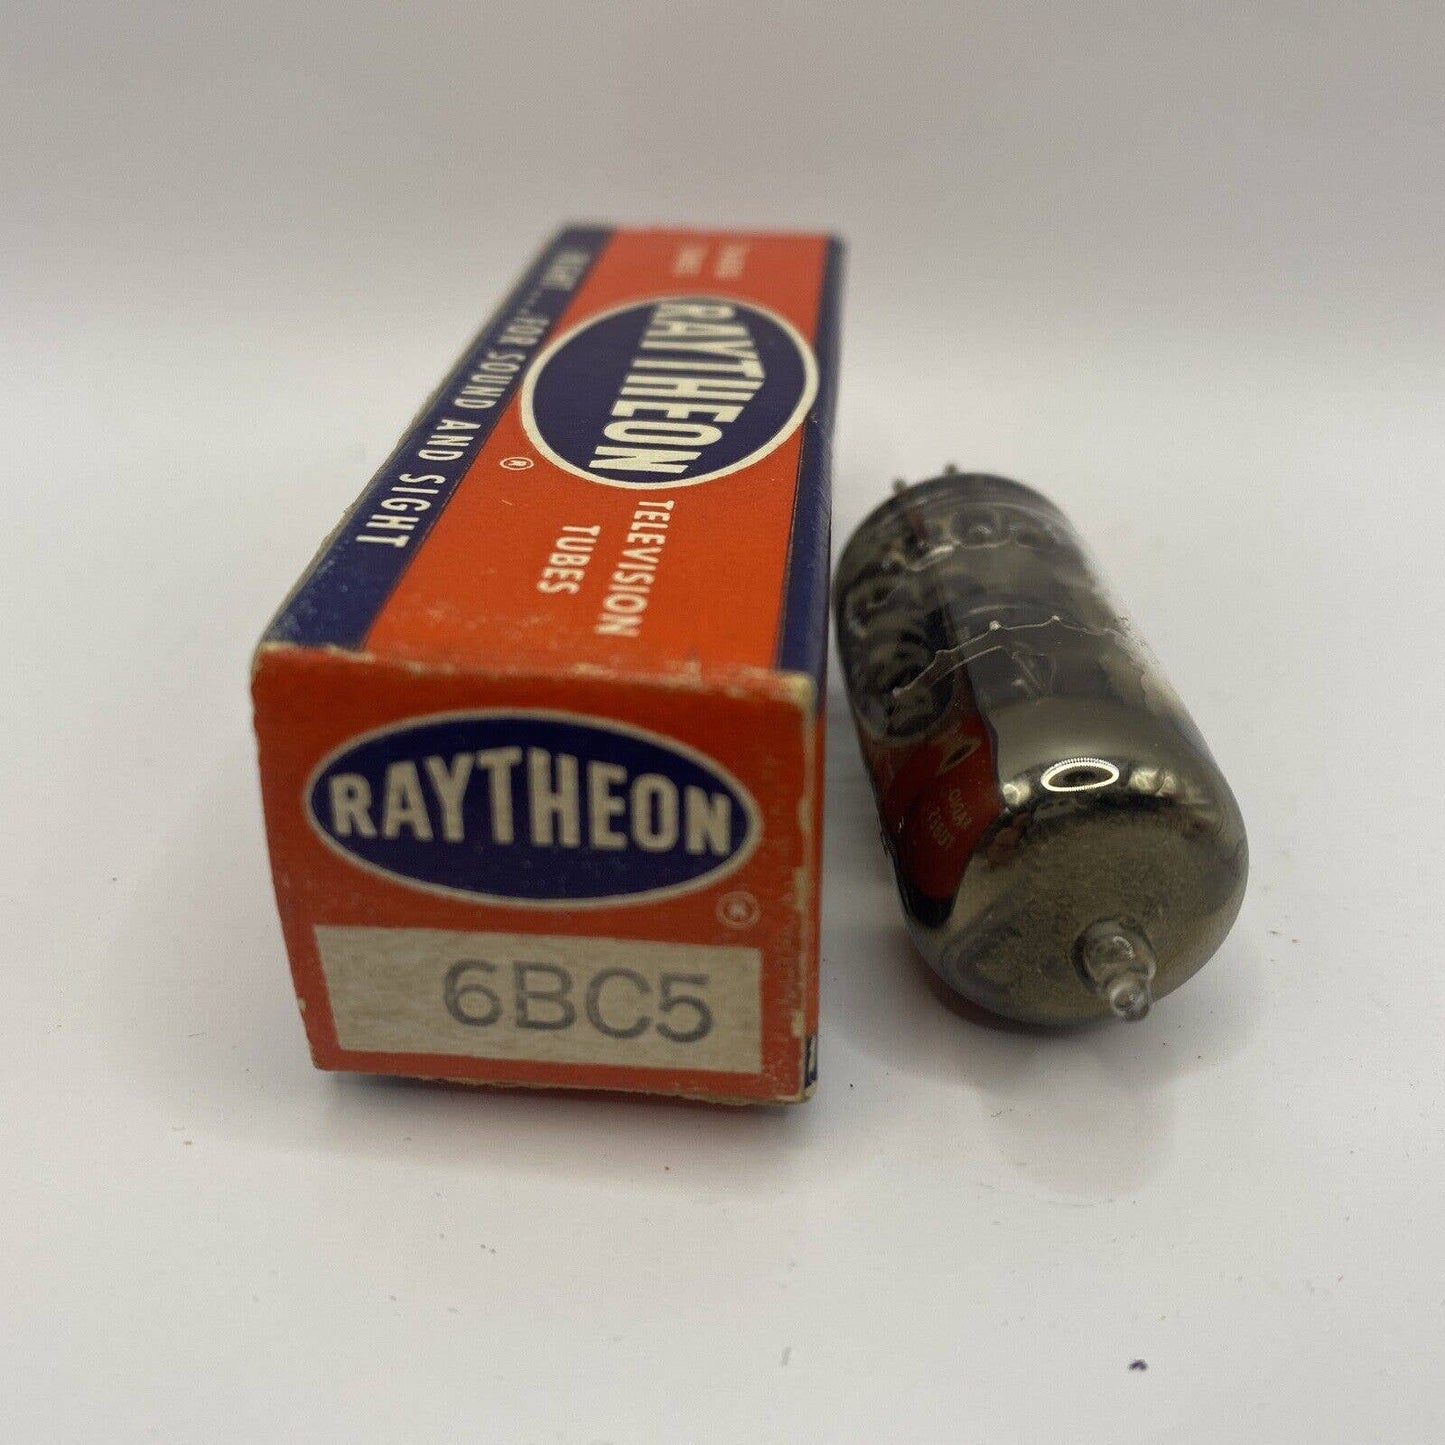 ...FOR SOUND AND SIGHT
RAYTHEON
®
TELEVISION
TUBES
RAYTHEON
®
6BC5